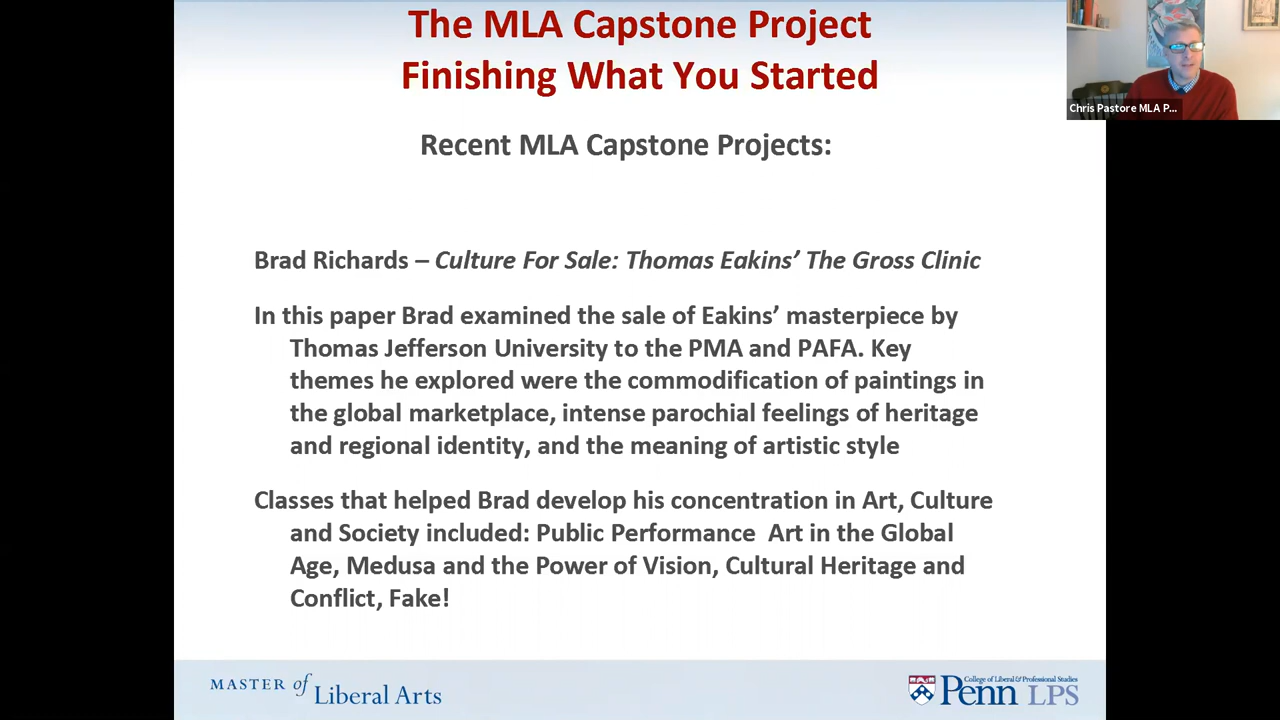 The MLA Capstone Project
Finishing What You Started
Chris Pastore MLA P...
Recent MLA Capstone Projects:
Brad Richards – Culture For Sale: Thomas Eakins’ The Gross Clinic
In this paper Brad examined the sale of Eakins’ masterpiece by
Thomas Jefferson University to the PMA and PAFA. Key
themes he explored were the commodification of paintings in
the global marketplace, intense parochial feelings of heritage
and regional identity, and the meaning of artistic style
Classes that helped Brad develop his concentration in Art, Culture
and Society included: Public Performance  Art in the Global
Age, Medusa and the Power of Vision, Cultural Heritage and
Conflict, Fake!
MASTER of Liberal Arts
College of Liberal & Professional Studies
Penn LPS